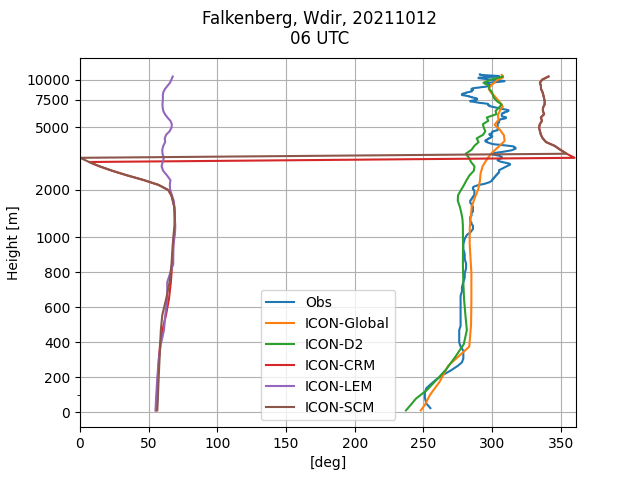 Falkenberg, Wdir, 20211012
06 UTC
10000
7500
5000
2000
1000
800
600
400
200
0
Height [m]
Obs
ICON-Global
ICON-D2
ICON-CRM
ICON-LEM
ICON-SCM
0 50 100 150 200 250 300 350
[deg]